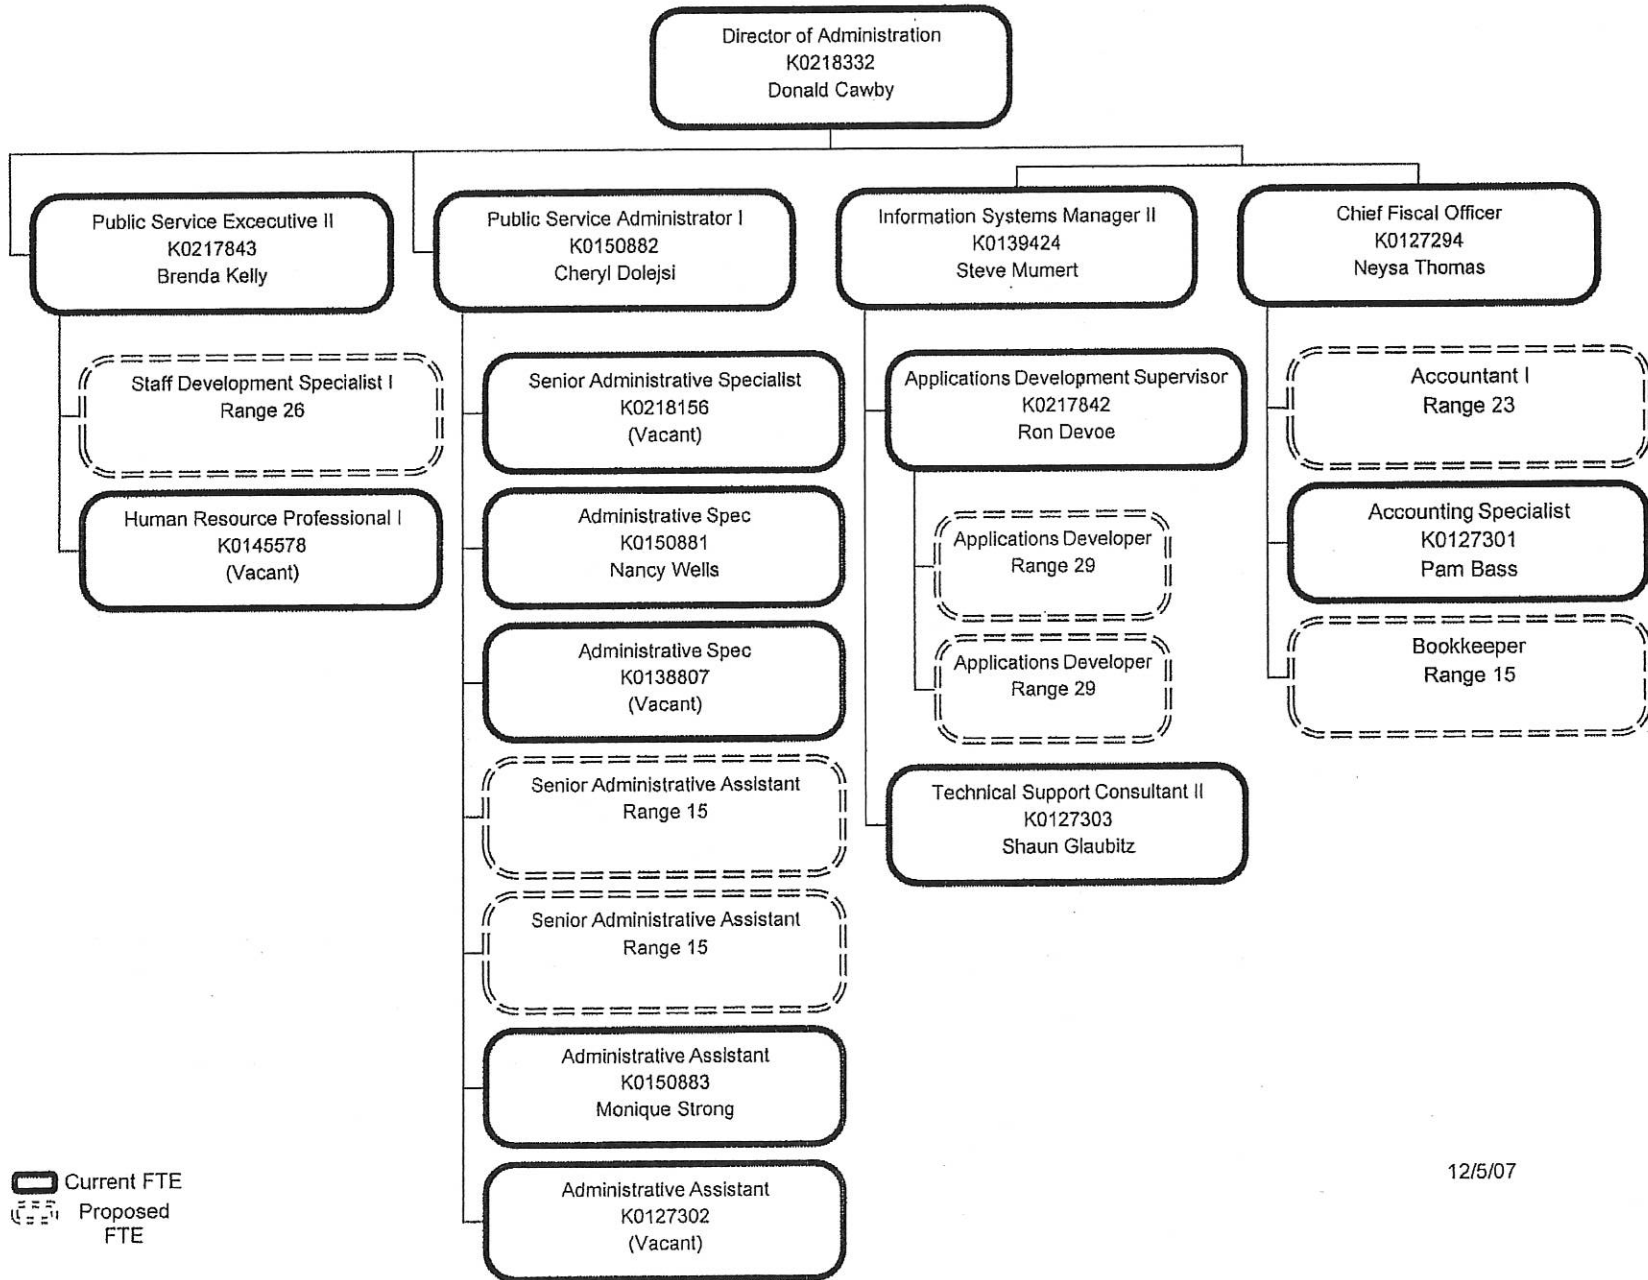 Director of Administration
K0218332
Donald Cawby
Public Service Excecutive II
K0217843
Brenda Kelly
Public Service Administrator I
K0150882
Cheryl Dolejsi
Information Systems Manager II
K0139424
Steve Mumert
Chief Fiscal Officer
K0127294
Neysa Thomas
Staff Development Specialist I
Range 26
Human Resource Professional I
K0145578
(Vacant)
Senior Administrative Specialist
K0218156
(Vacant)
Administrative Spec
K0150881
Nancy Wells
Administrative Spec
K0138807
(Vacant)
Senior Administrative Assistant
Range 15
Senior Administrative Assistant
Range 15
Administrative Assistant
K0150883
Monique Strong
Administrative Assistant
K0127302
(Vacant)
Applications Development Supervisor
K0217842
Ron Devoe
Applications Developer
Range 29
Applications Developer
Range 29
Technical Support Consultant II
K0127303
Shaun Glaubitz
Accountant I
Range 23
Accounting Specialist
K0127301
Pam Bass
Bookkeeper
Range 15
Current FTE
Proposed
FTE
12/5/07